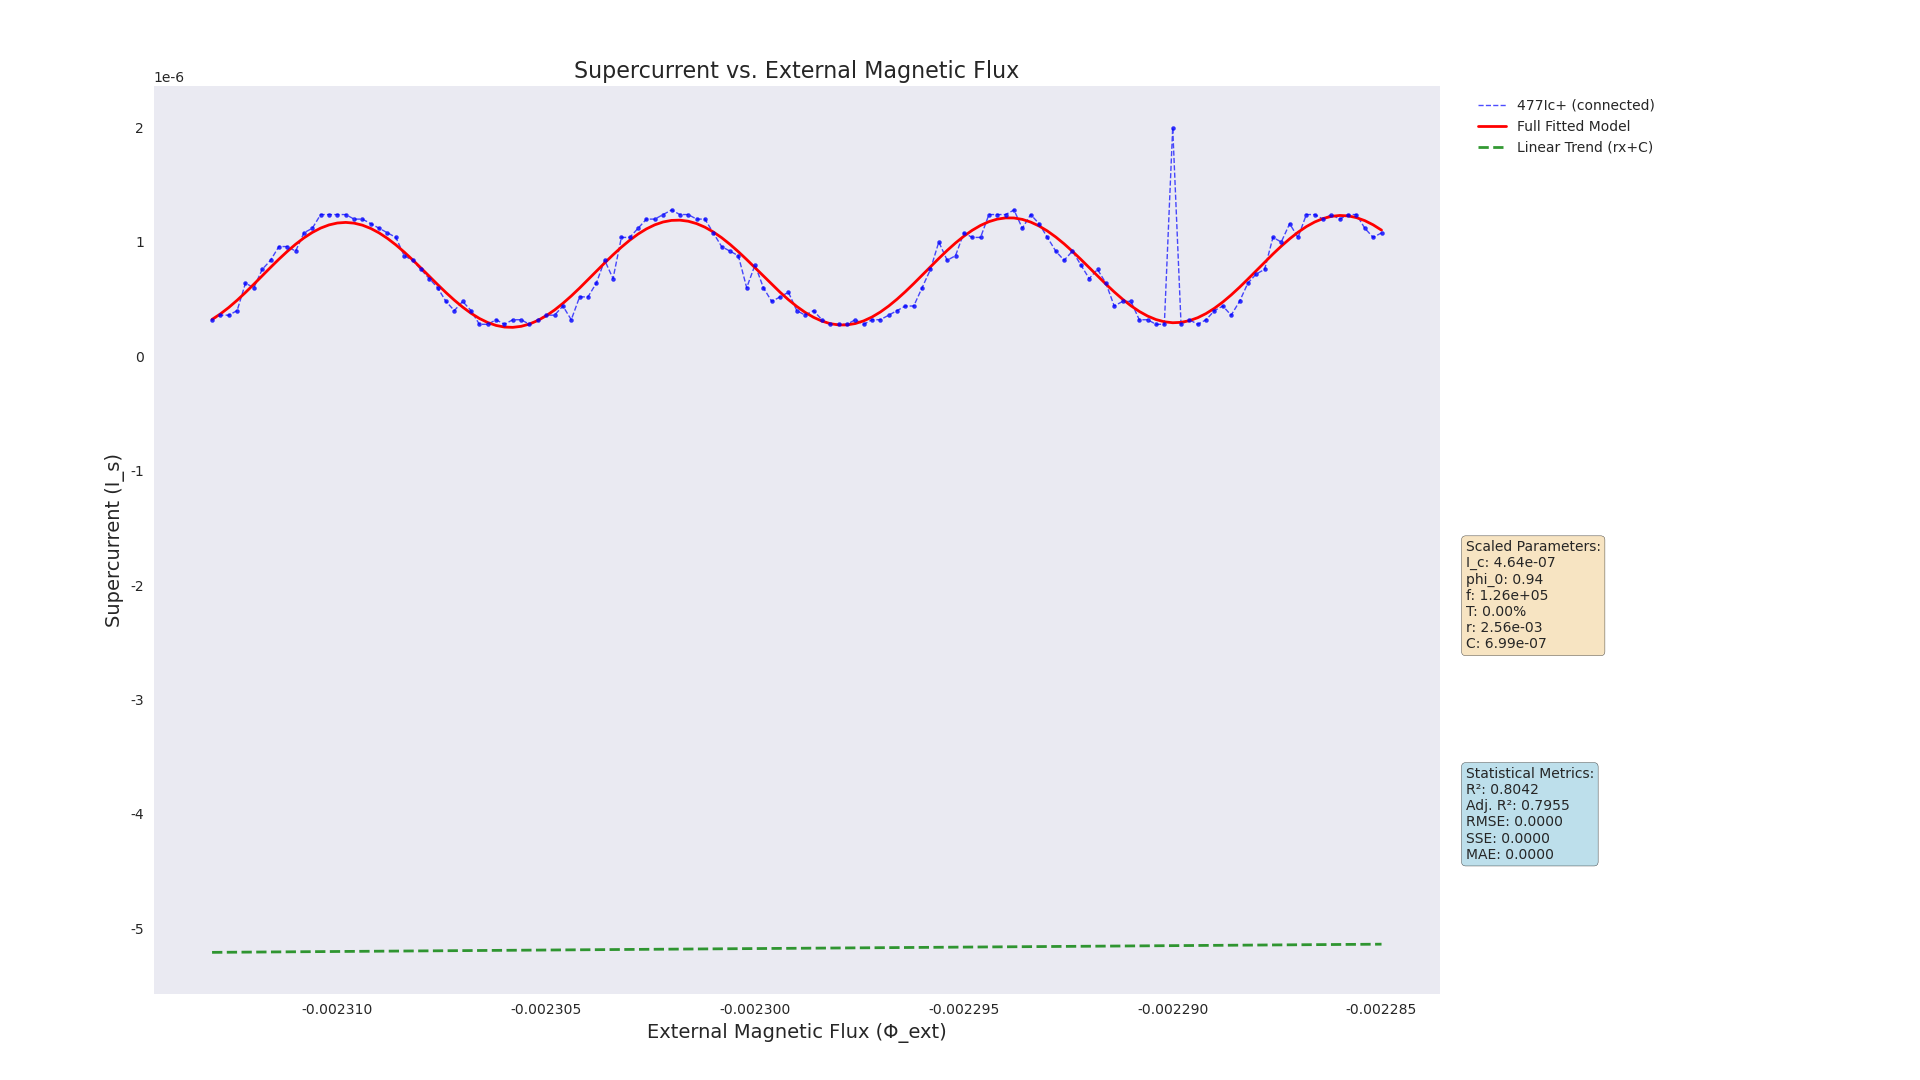 Supercurrent vs. External Magnetic Flux
1e-6
2
1
0
-1
-2
-3
-4
-5
Supercurrent (I_s)
-0.002310
-0.002305
-0.002300
-0.002295
-0.002290
-0.002285
External Magnetic Flux (Φ_ext)
477Ic+ (connected)
Full Fitted Model
Linear Trend (rx+C)
Scaled Parameters:
I_c: 4.64e-07
phi_0: 0.94
f: 1.26e+05
T: 0.00%
r: 2.56e-03
C: 6.99e-07
Statistical Metrics:
R²: 0.8042
Adj. R²: 0.7955
RMSE: 0.0000
SSE: 0.0000
MAE: 0.0000